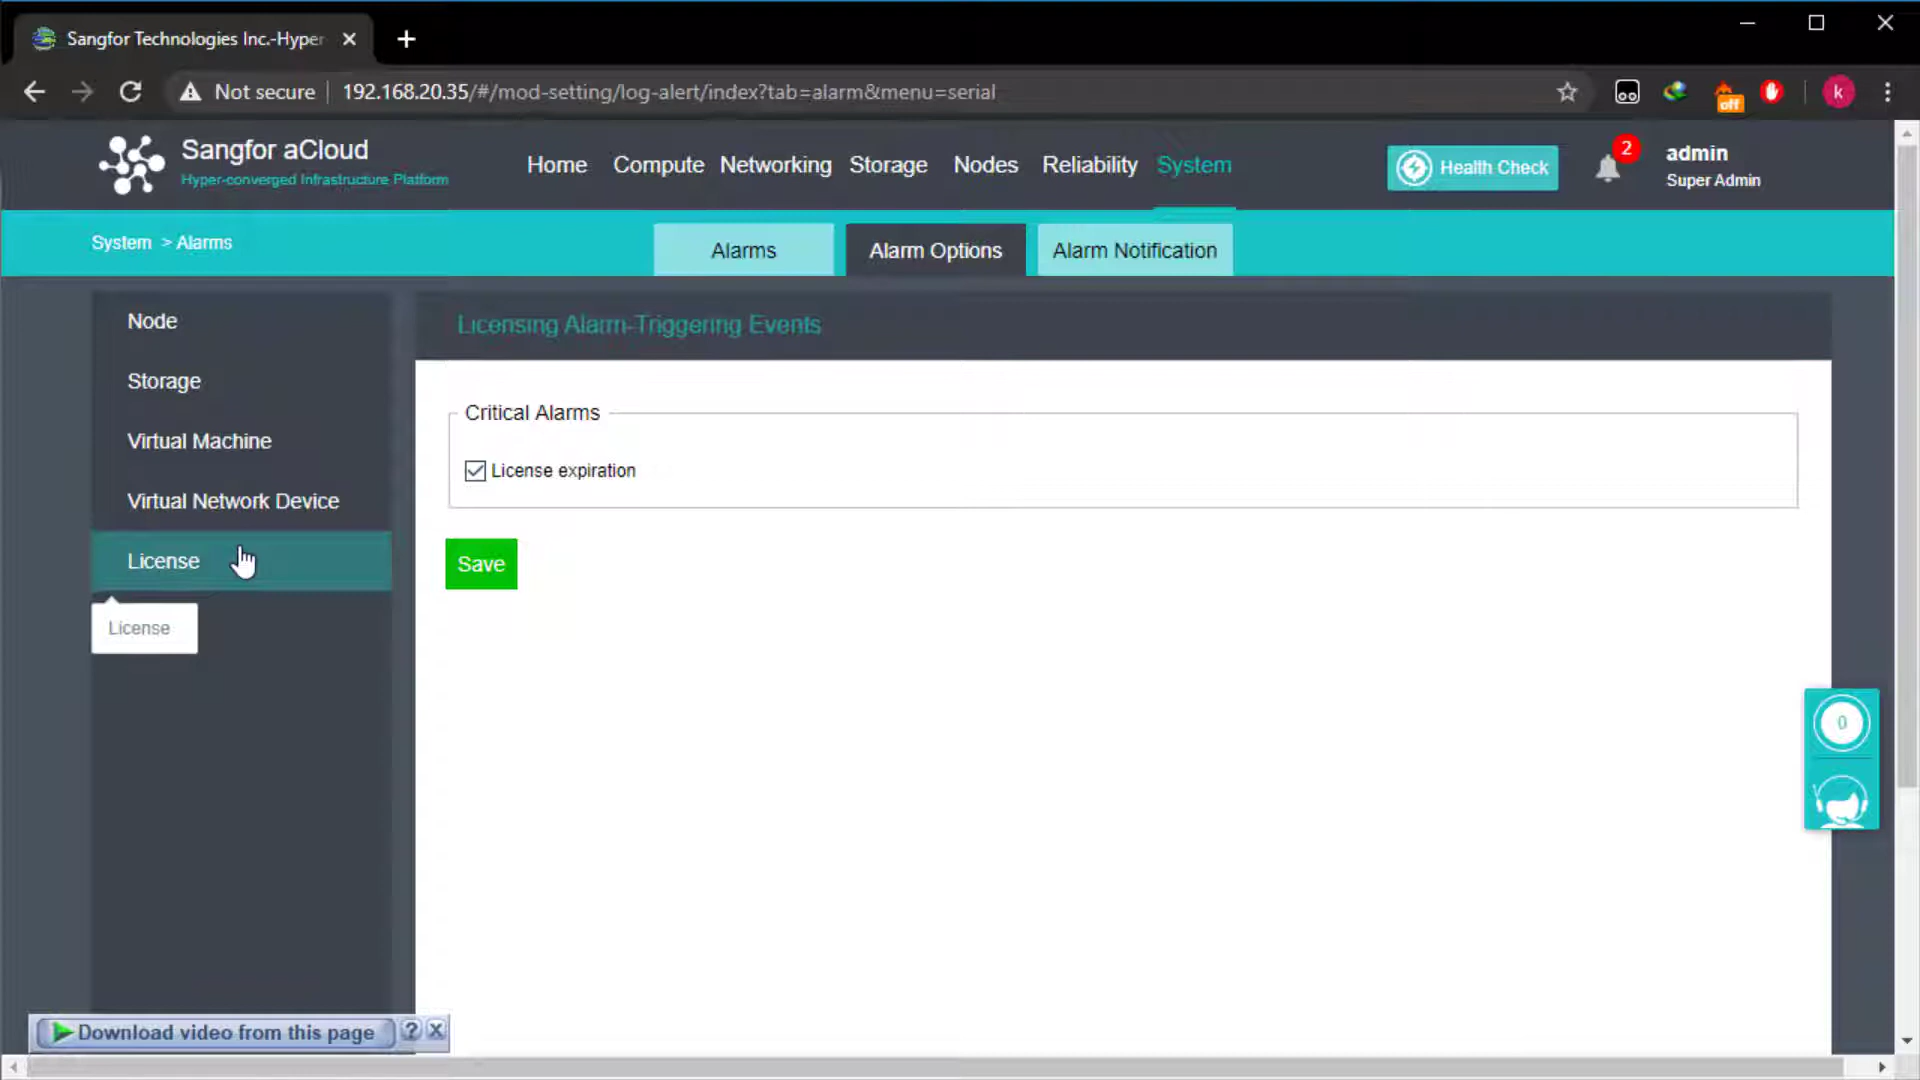 Sangfor Technologies Inc.-Hyper
Not secure
192.168.20.35/#/mod-setting/log-alert/index?tab=alarm&menu=serial
off
k
Sangfor aCloud
Hyper-converged Infrastructure Platform
Home
Compute
Networking
Storage
Nodes
Reliability
System
Health Check
2
admin
Super Admin
System > Alarms
Alarms
Alarm Options
Alarm Notification
Node
Storage
Virtual Machine
Virtual Network Device
License
License
Licensing Alarm-Triggering Events
Critical Alarms
License expiration
Save
0
Download video from this page
? X